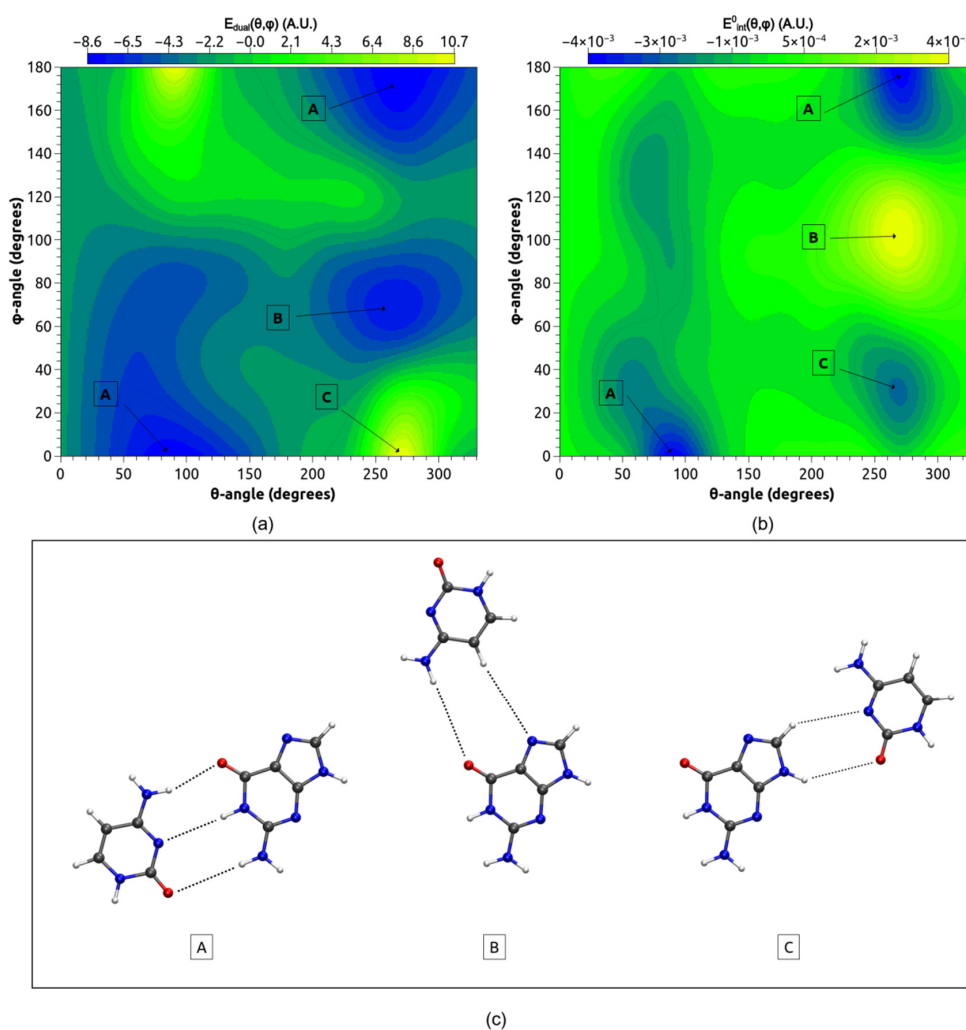 E_dual(θ,φ) (A.U.)
−8.6 −6.5 −4.3 −2.2 −0.0 2.1 4.3 6.4 7.4 8.6 10.7
180
160
140
120
100
80
60
40
20
0
φ-angle (degrees)
0 50 100 150 200 250 300
θ-angle (degrees)
A
B
A
C
(a)
E⁰_int(θ,φ) (A.U.)
−4×10⁻³ −3×10⁻³ −1×10⁻³ 5×10⁻⁴ 2×10⁻³ 4×10⁻
180
160
140
120
100
80
60
40
20
0
φ-angle (degrees)
0 50 100 150 200 250 300
θ-angle (degrees)
A
B
C
A
(b)
A
B
C
(c)